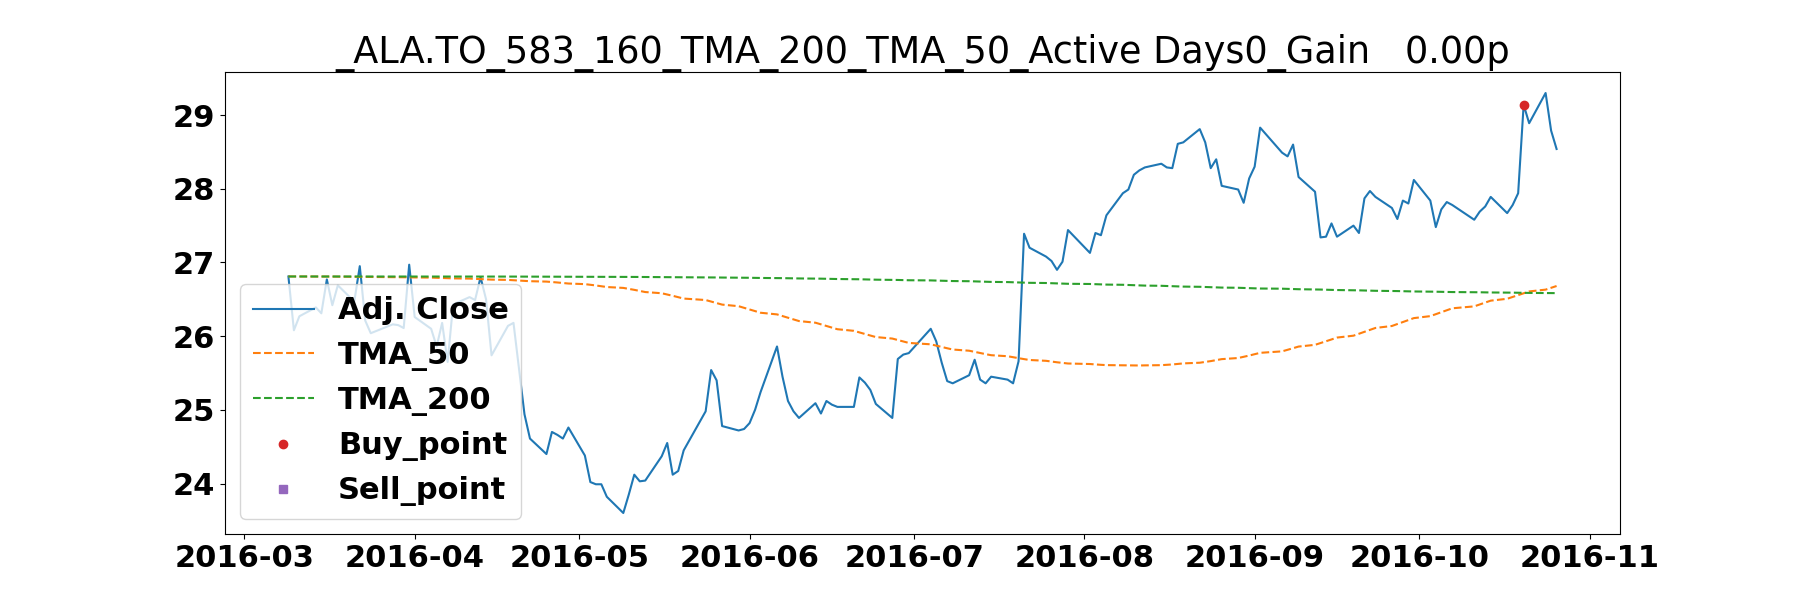 _ALA.TO_583_160_TMA_200_TMA_50_Active Days0_Gain   0.00p
29
28
27
26
25
24
Adj. Close
TMA_50
TMA_200
Buy_point
Sell_point
2016-03 2016-04 2016-05 2016-06 2016-07 2016-08 2016-09 2016-10 2016-11